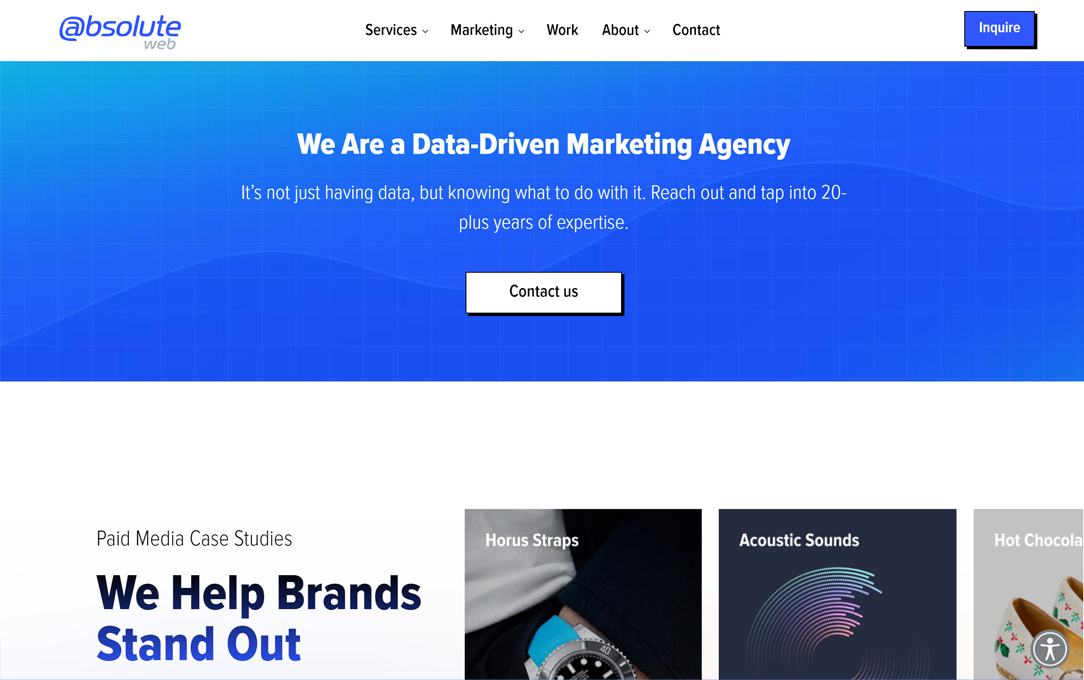 @bsolute
web
Services
Marketing
Work
About
Contact
Inquire
We Are a Data-Driven Marketing Agency
It's not just having data, but knowing what to do with it. Reach out and tap into 20-
plus years of expertise.
Contact us
Paid Media Case Studies
We Help Brands
Stand Out
Horus Straps
40
Acoustic Sounds
Hot Chocola